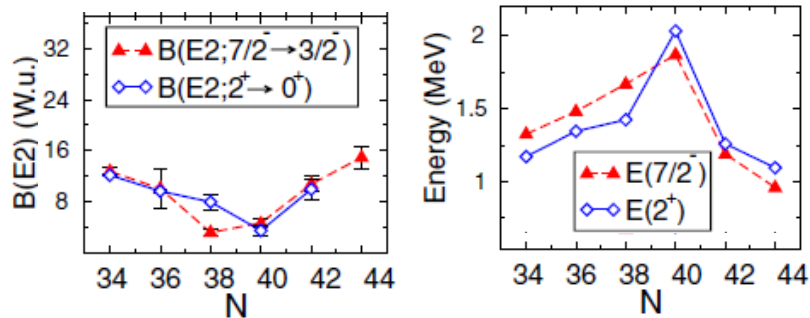 B(E2;7/2⁻→3/2⁻)
B(E2;2⁺→0⁺)
B(E2) (W.u.)
32
24
16
8
34 36 38 40 42 44
N
Energy (MeV)
2
1.5
1
E(7/2⁻)
E(2⁺)
34 36 38 40 42 44
N